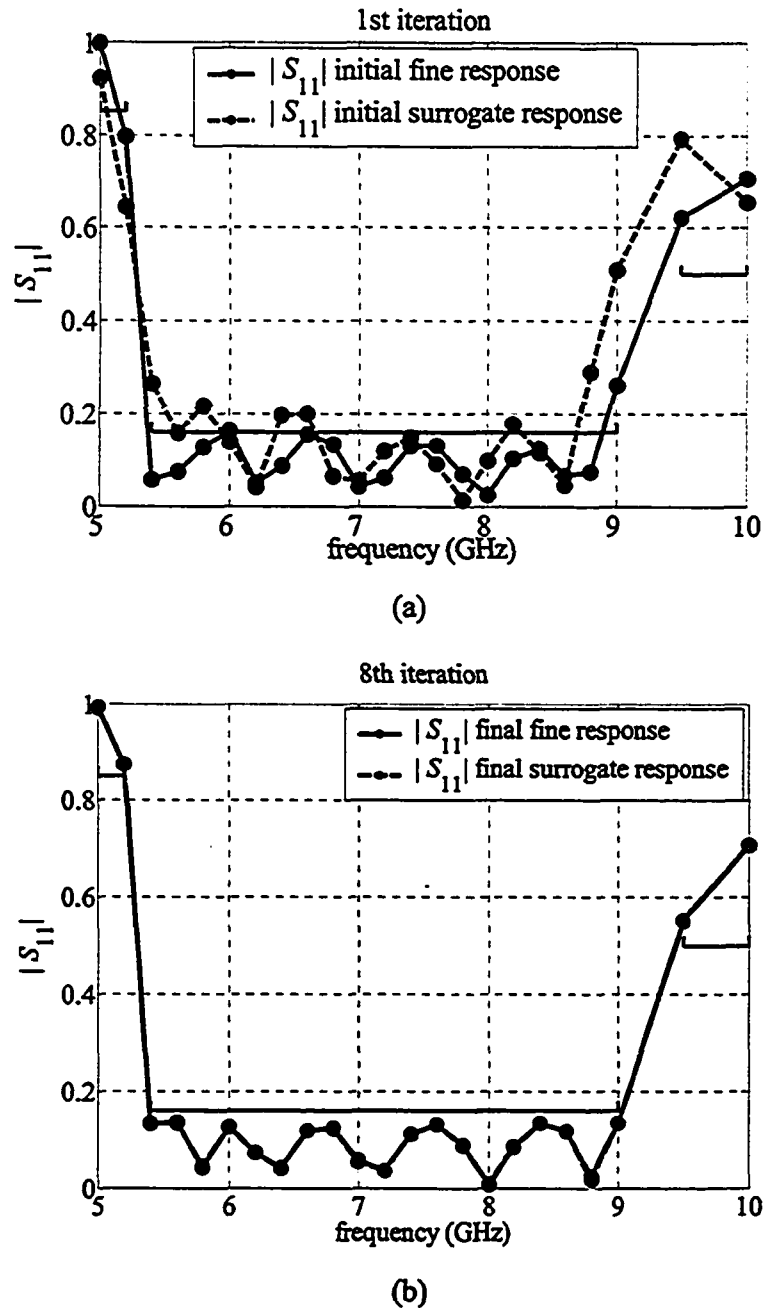 1st iteration
1
0.8
0.6
0.4
0.2
0
|S11|
|S11| initial fine response
|S11| initial surrogate response
5 6 7 8 9 10
frequency (GHz)
(a)
8th iteration
1
0.8
0.6
0.4
0.2
0
|S11|
|S11| final fine response
|S11| final surrogate response
5 6 7 8 9 10
frequency (GHz)
(b)